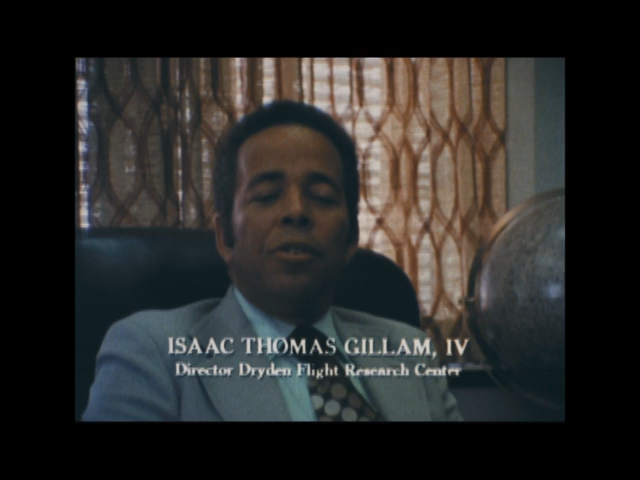 ISAAC THOMAS GILLAM, IV
Director Dryden Flight Research Center